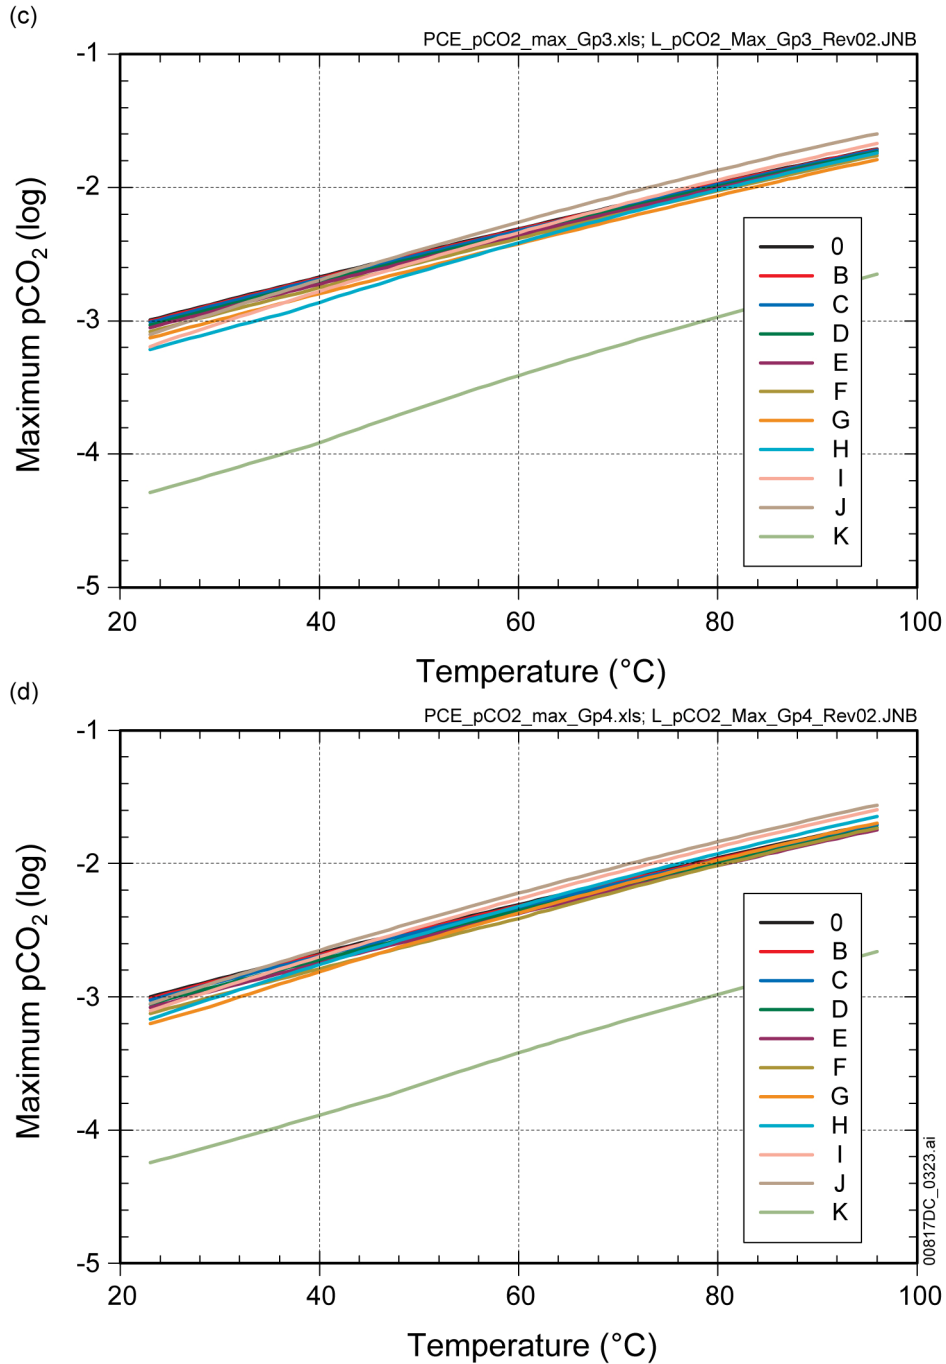 (c)
PCE_pCO2_max_Gp3.xls; L_pCO2_Max_Gp3_Rev02.JNB
-1
-2
-3
-4
-5
Maximum pCO₂ (log)
0
B
C
D
E
F
G
H
I
J
K
20 40 60 80 100
Temperature (°C)
(d)
PCE_pCO2_max_Gp4.xls; L_pCO2_Max_Gp4_Rev02.JNB
-1
-2
-3
-4
-5
Maximum pCO₂ (log)
0
B
C
D
E
F
G
H
I
J
K
20 40 60 80 100
Temperature (°C)
00817DC_0323.ai